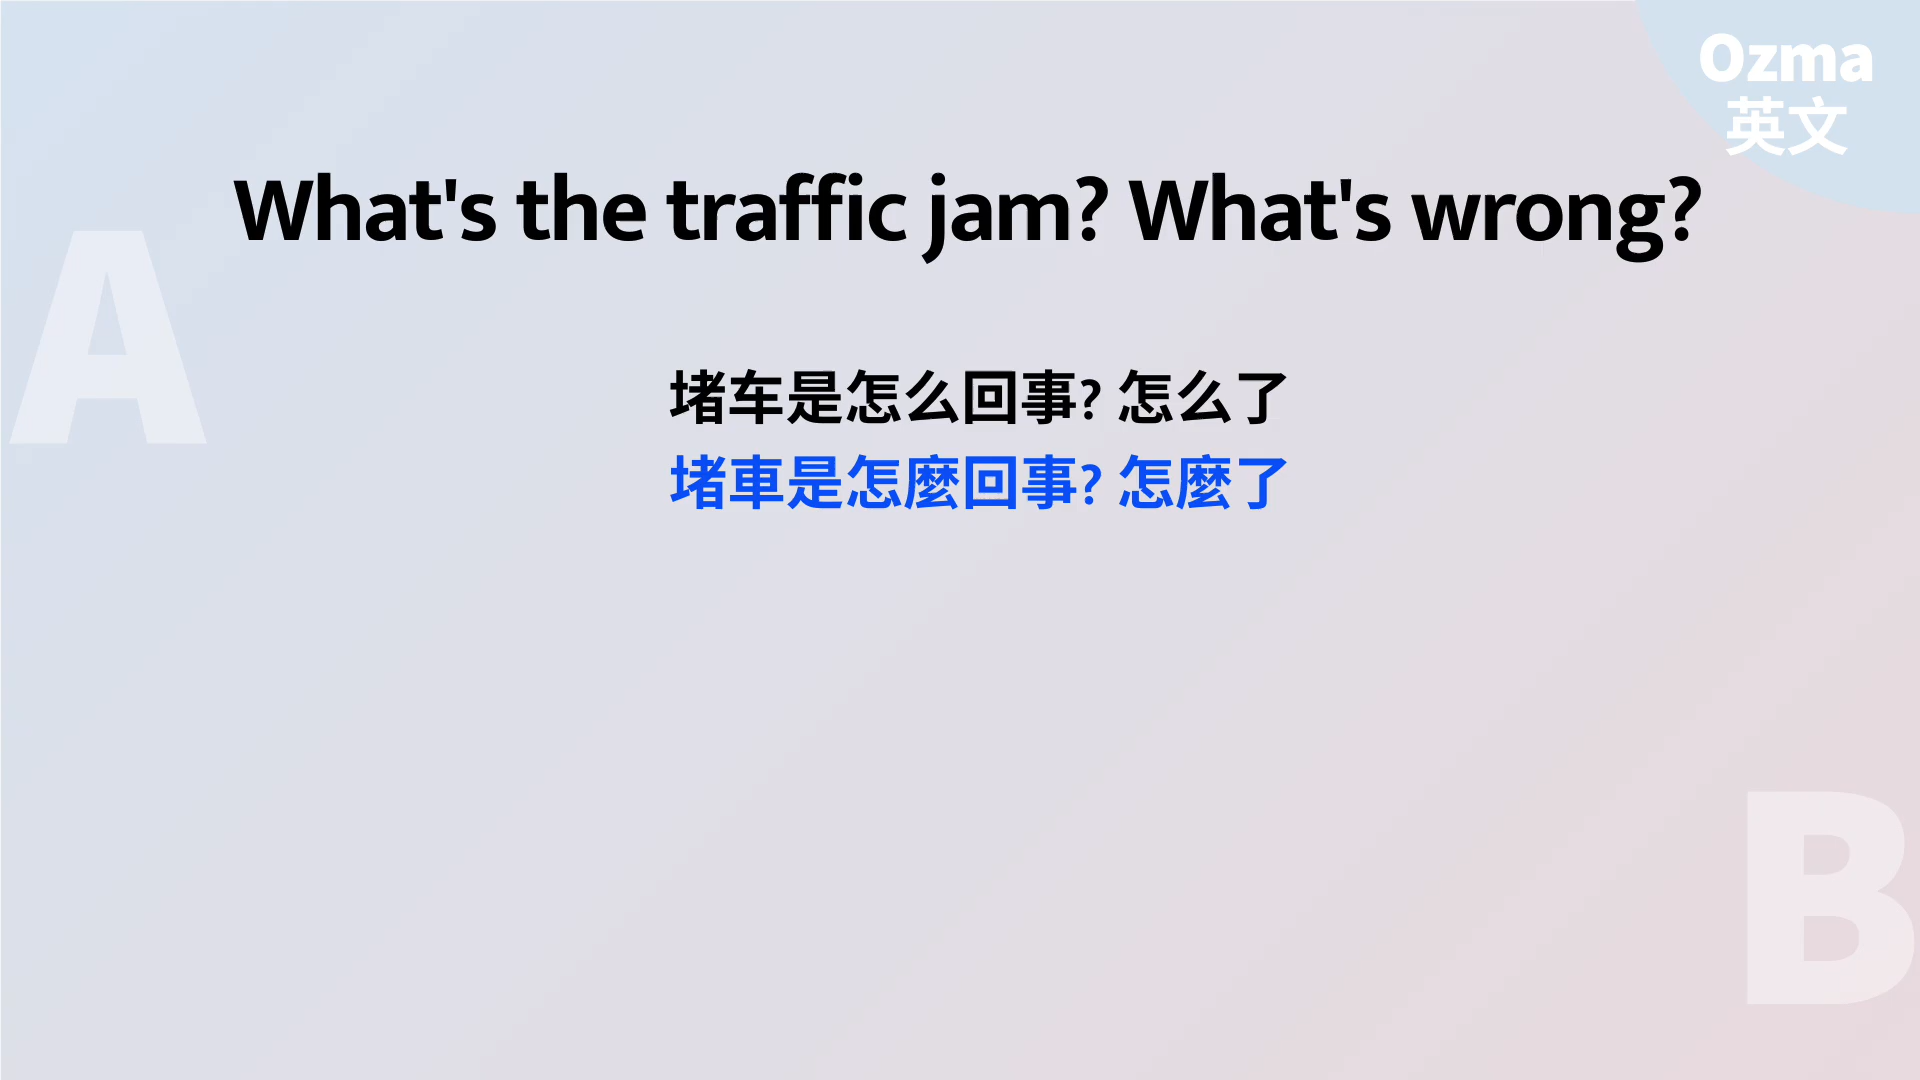 Ozma
英文
What's the traffic jam? What's wrong?
A
堵车是怎么回事? 怎么了
堵車是怎麼回事? 怎麼了
B